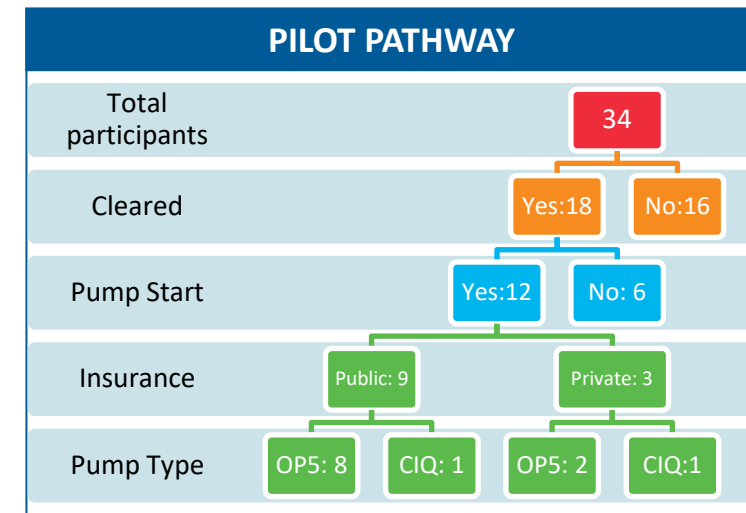 PILOT PATHWAY
Total
participants
34
Cleared
Yes:18
No:16
Pump Start
Yes:12
No: 6
Insurance
Public: 9
Private: 3
Pump Type
OP5: 8
CIQ: 1
OP5: 2
CIQ:1